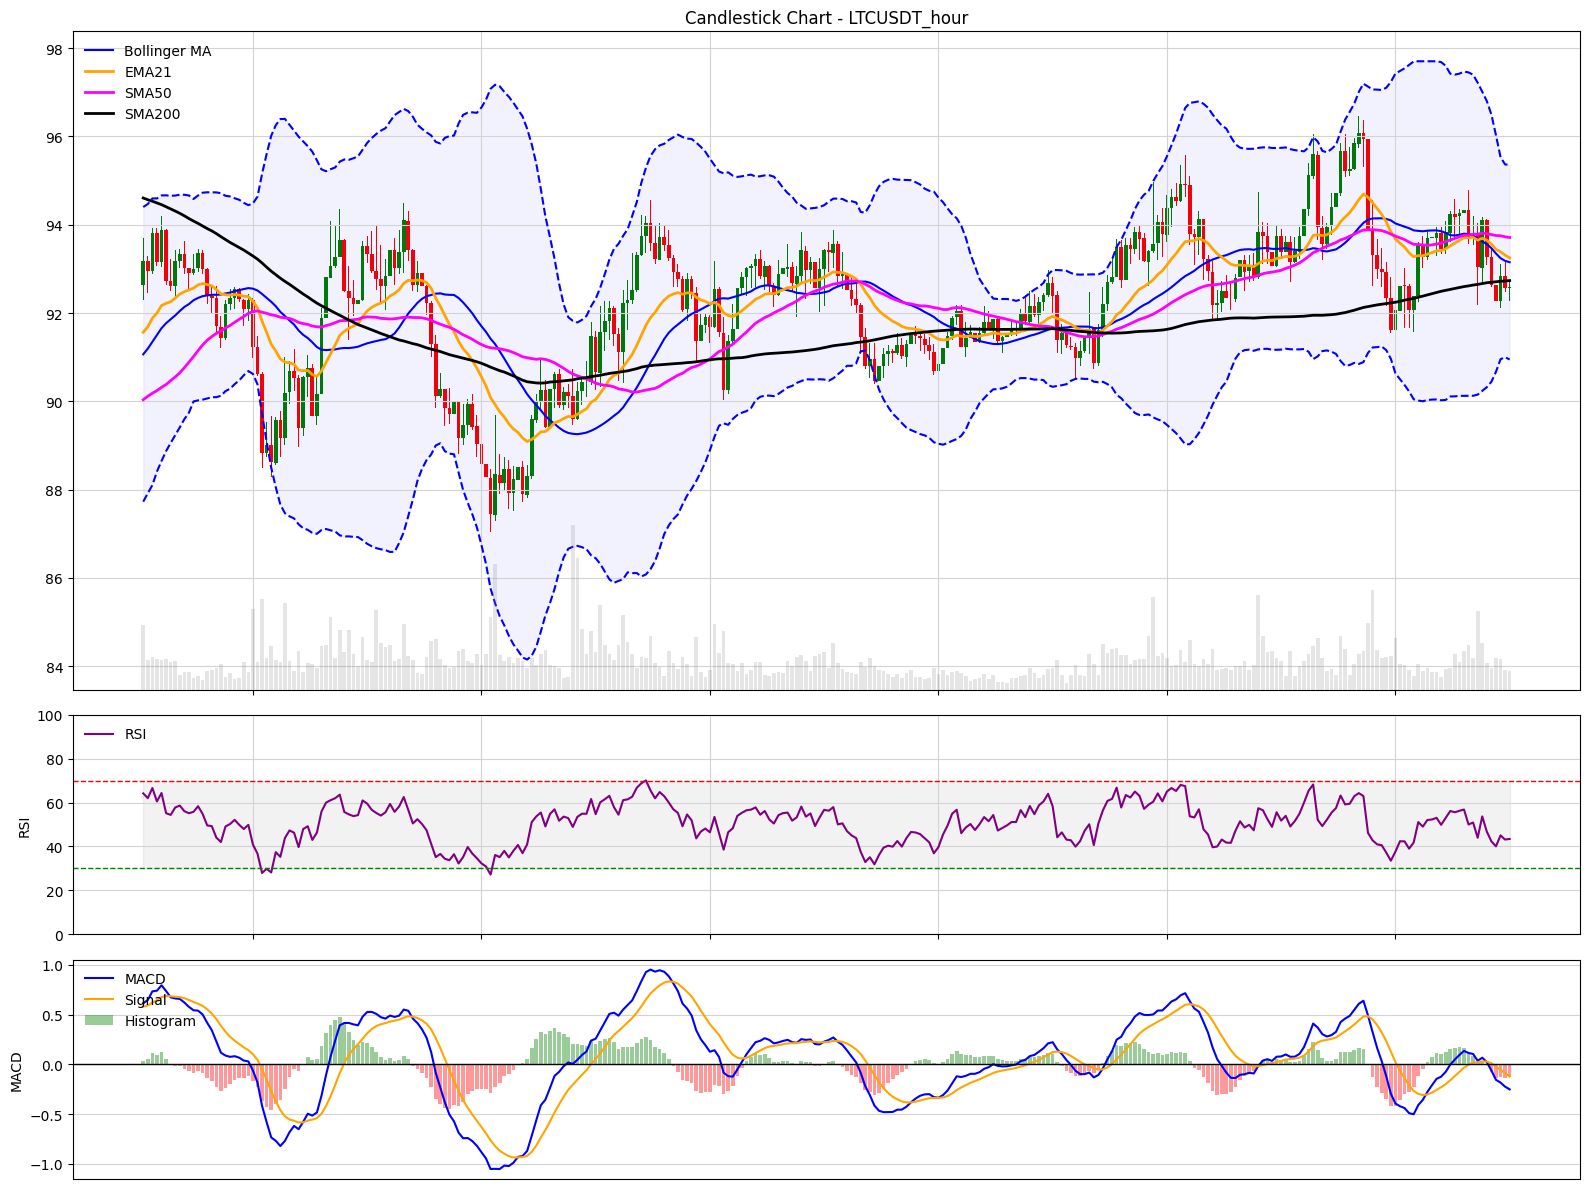 Candlestick Chart - LTCUSDT_hour
Bollinger MA
EMA21
SMA50
SMA200
98
96
94
92
90
88
86
84
RSI
100
80
60
40
20
0
RSI
MACD
Signal
Histogram
1.0
0.5
0.0
−0.5
−1.0
MACD